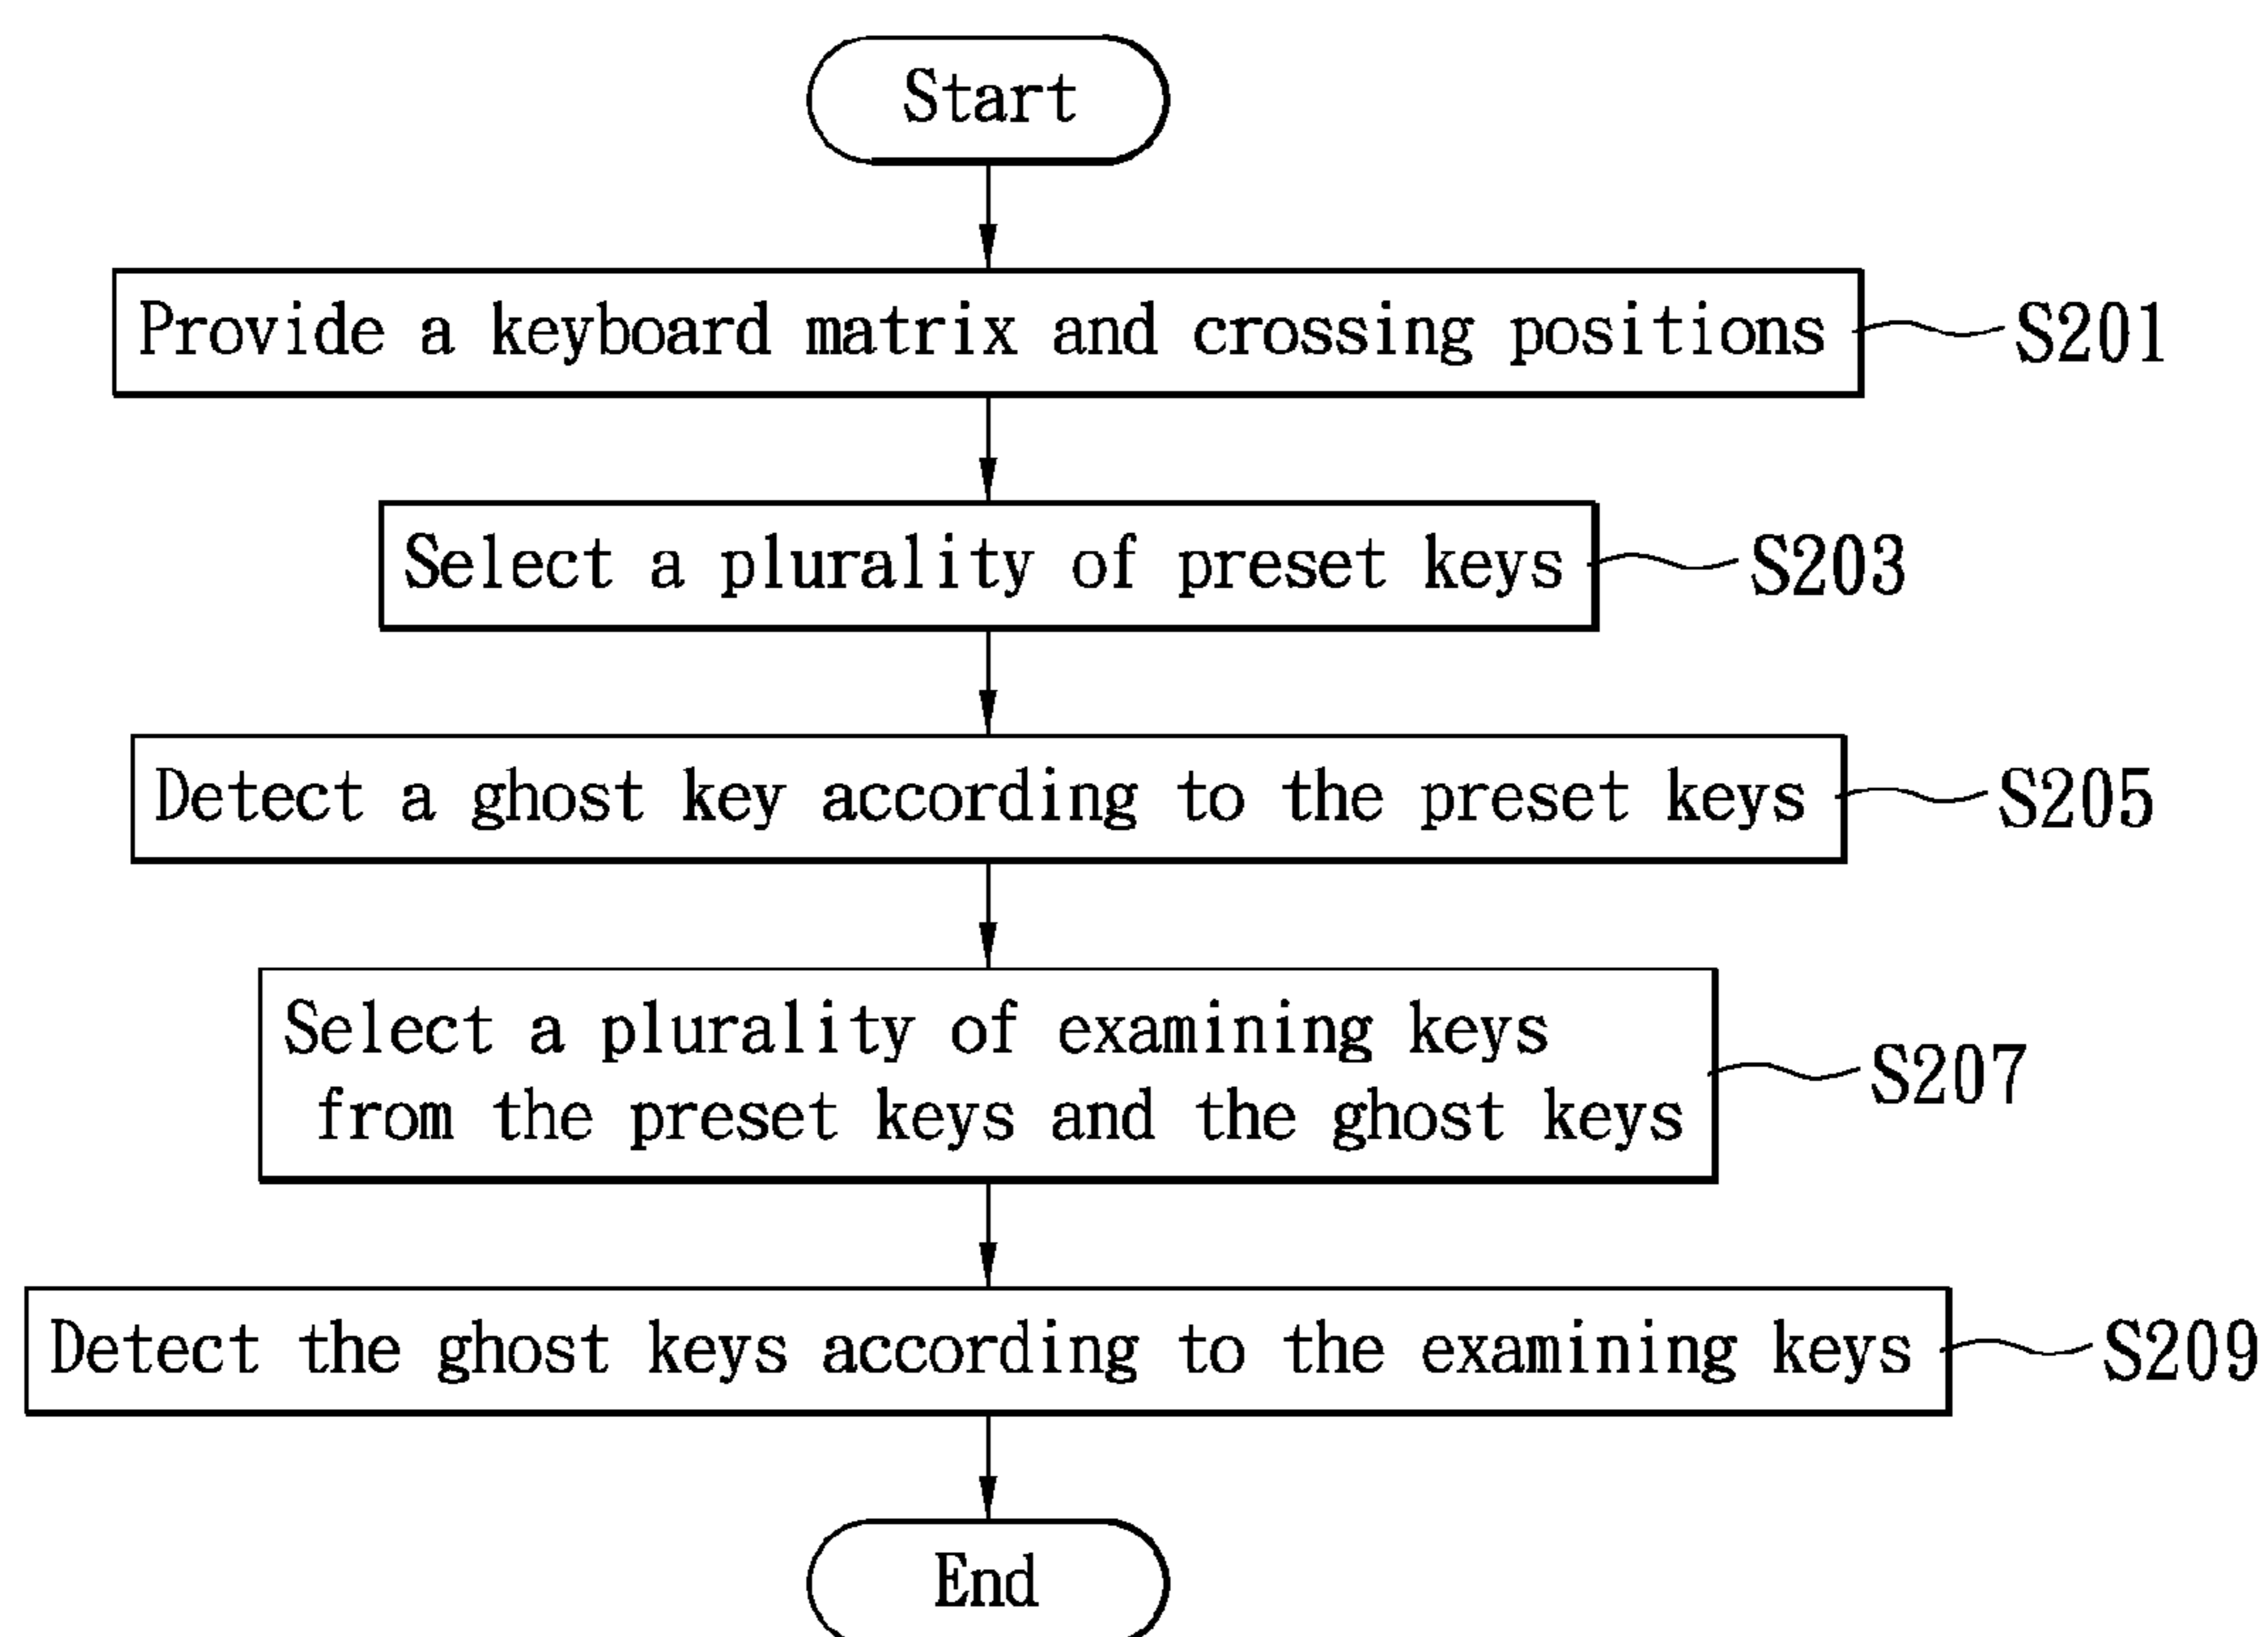 Start
Provide a keyboard matrix and crossing positions
S201
Select a plurality of preset keys
S203
Detect a ghost key according to the preset keys
S205
Select a plurality of examining keys
from the preset keys and the ghost keys
S207
Detect the ghost keys according to the examining keys
S209
End